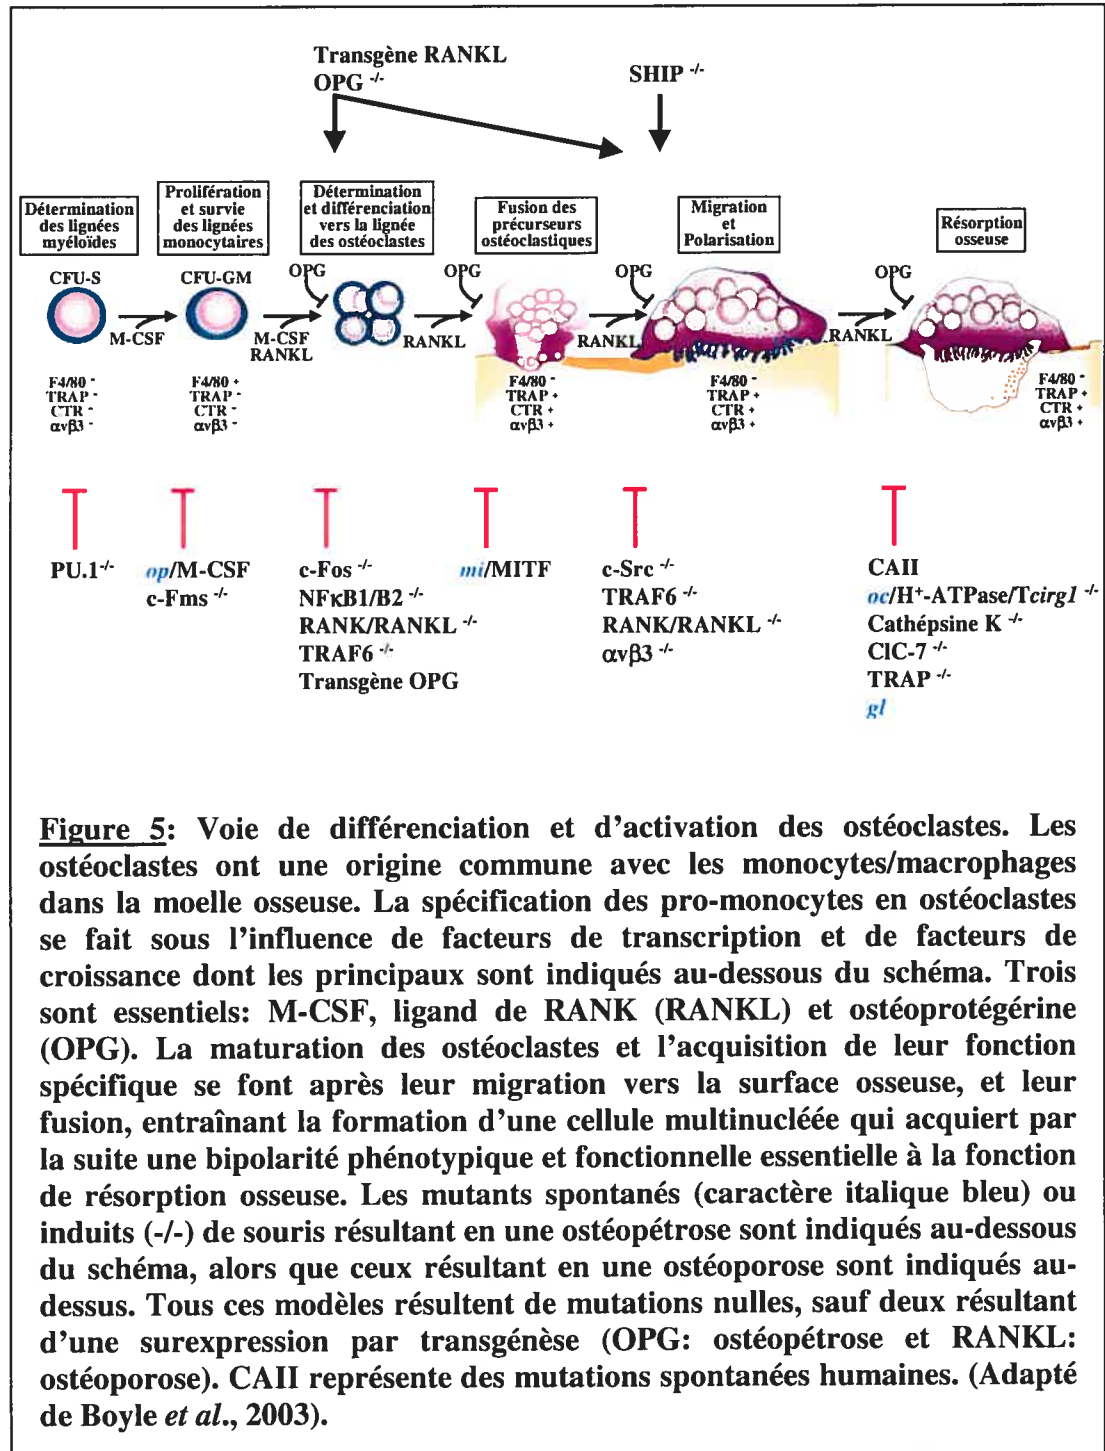 Transgène RANKL
OPG -/-
SHIP -/-
Détermination
des lignées
myéloïdes
Prolifération
et survie
des lignées
monocytaires
Détermination
et différenciation
vers la lignée
des ostéoclastes
Fusion des
précurseurs
ostéoclastiques
Migration
et
Polarisation
Résorption
osseuse
CFU-S
CFU-GM
OPG
OPG
OPG
OPG
M-CSF
M-CSF
RANKL
RANKL
RANKL
RANKL
F4/80 -
TRAP -
CTR -
αvβ3 -
F4/80 +
TRAP -
CTR -
αvβ3 -
F4/80 -
TRAP +
CTR +
αvβ3 +
F4/80 -
TRAP +
CTR +
αvβ3 +
F4/80 -
TRAP +
CTR +
αvβ3 +
PU.1-/-
op/M-CSF
c-Fms -/-
c-Fos -/-
NFκB1/B2 -/-
RANK/RANKL -/-
TRAF6 -/-
Transgène OPG
mi/MITF
c-Src -/-
TRAF6 -/-
RANK/RANKL -/-
αvβ3 -/-
CAII
oc/H+-ATPase/Tcirg1 -/-
Cathépsine K -/-
ClC-7 -/-
TRAP -/-
gl
Figure 5: Voie de différenciation et d'activation des ostéoclastes. Les
ostéoclastes ont une origine commune avec les monocytes/macrophages
dans la moelle osseuse. La spécification des pro-monocytes en ostéoclastes
se fait sous l'influence de facteurs de transcription et de facteurs de
croissance dont les principaux sont indiqués au-dessous du schéma. Trois
sont essentiels: M-CSF, ligand de RANK (RANKL) et ostéoprotégérine
(OPG). La maturation des ostéoclastes et l'acquisition de leur fonction
spécifique se font après leur migration vers la surface osseuse, et leur
fusion, entraînant la formation d'une cellule multinucléée qui acquiert par
la suite une bipolarité phénotypique et fonctionnelle essentielle à la fonction
de résorption osseuse. Les mutants spontanés (caractère italique bleu) ou
induits (-/-) de souris résultant en une ostéopétrose sont indiqués au-dessous
du schéma, alors que ceux résultant en une ostéoporose sont indiqués au-
dessus. Tous ces modèles résultent de mutations nulles, sauf deux résultant
d'une surexpression par transgénèse (OPG: ostéopétrose et RANKL:
ostéoporose). CAII représente des mutations spontanées humaines. (Adapté
de Boyle et al., 2003).